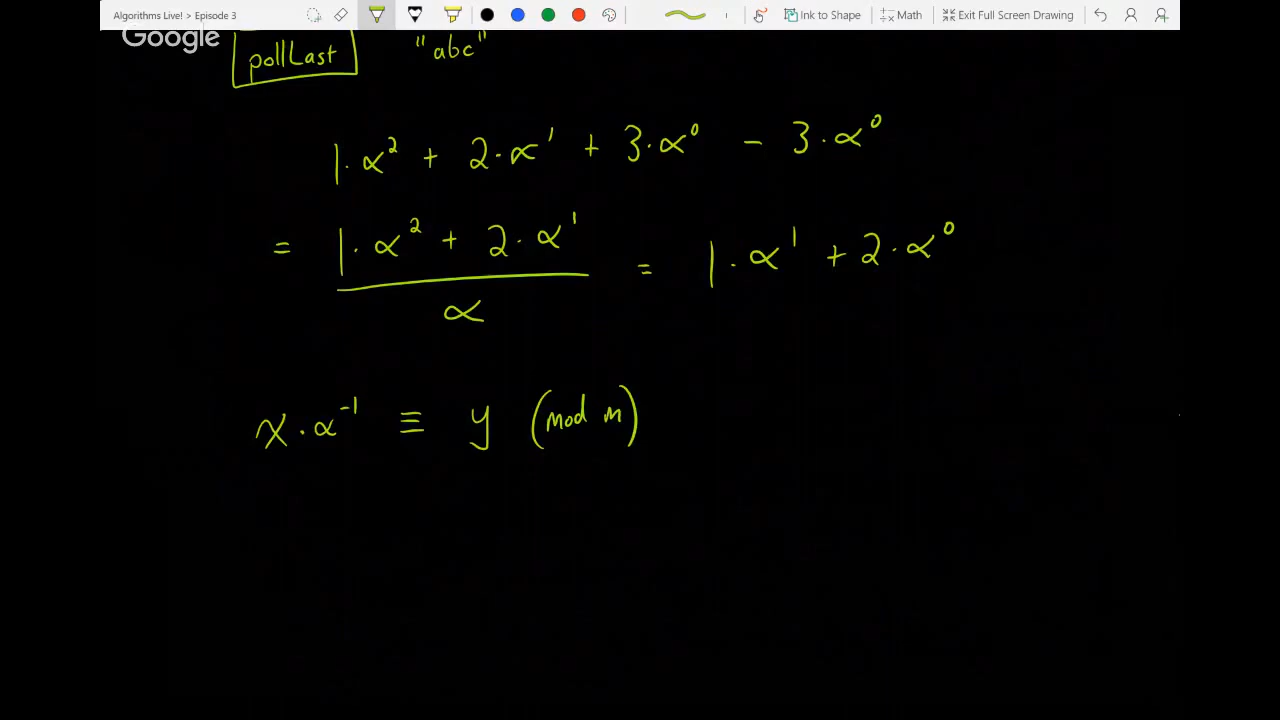 Algorithms Live! > Episode 3 Ink to Shape Math Exit Full Screen Drawing
Google
pollLast "abc"
1·α² + 2·α¹ + 3·α⁰ − 3·α⁰
= (1·α² + 2·α¹)/α = 1·α¹ + 2·α⁰
x·α⁻¹ ≡ y (mod m)